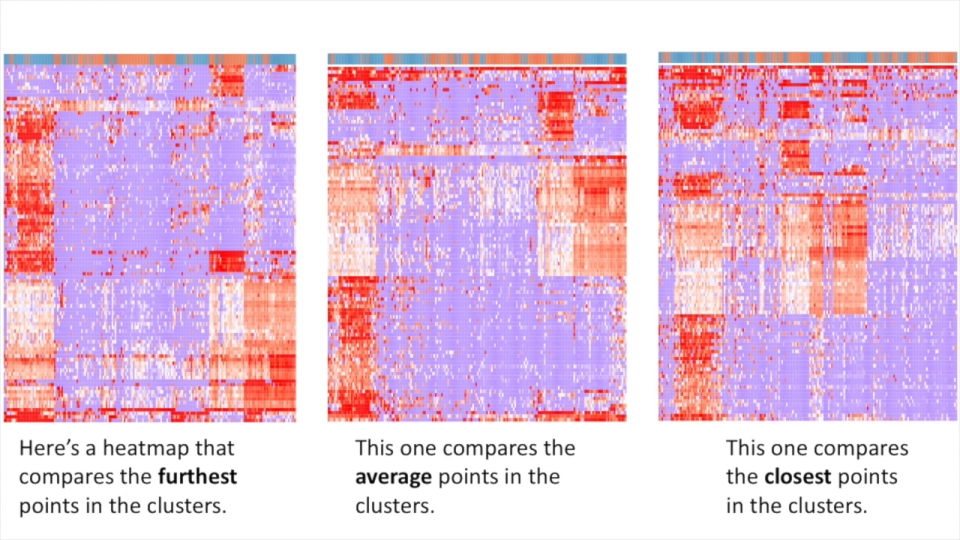 Here's a heatmap that
compares the furthest
points in the clusters.
This one compares the
average points in the
clusters.
This one compares
the closest points
in the clusters.